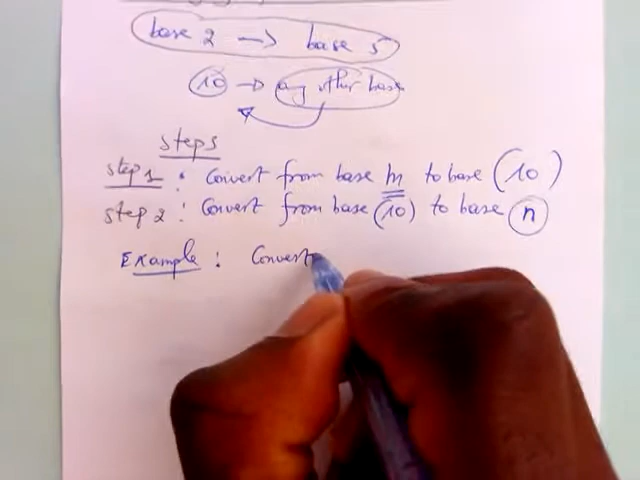 base 2 → base 5
10 → any other base
steps
step 1 : Convert from base m to base (10)
step 2 : Convert from base (10) to base n
Example : Convert